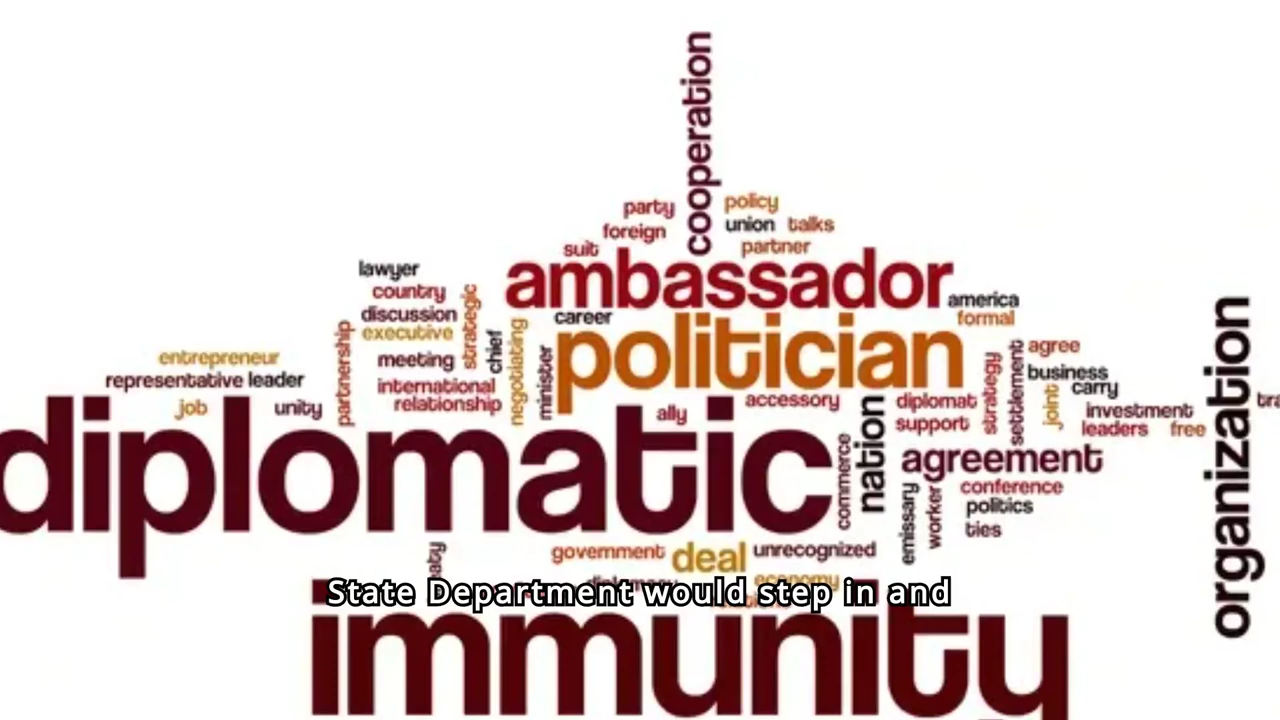 cooperation
party
policy
foreign
union
talks
suit
partner
lawyer
ambassador
country
america
discussion
strategic
career
formal
executive
partnership
chief
negotiating
politician
entrepreneur
meeting
minister
strategy
settlement
agree
representative
leader
international
business
carry
joint
job
unity
relationship
ally
accessory
diplomat
investment
support
leaders
free
organization
diplomatic
commerce
nation
agreement
emissary
worker
conference
politics
ties
government
deal
unrecognized
economy
State Department would step in and
immunity